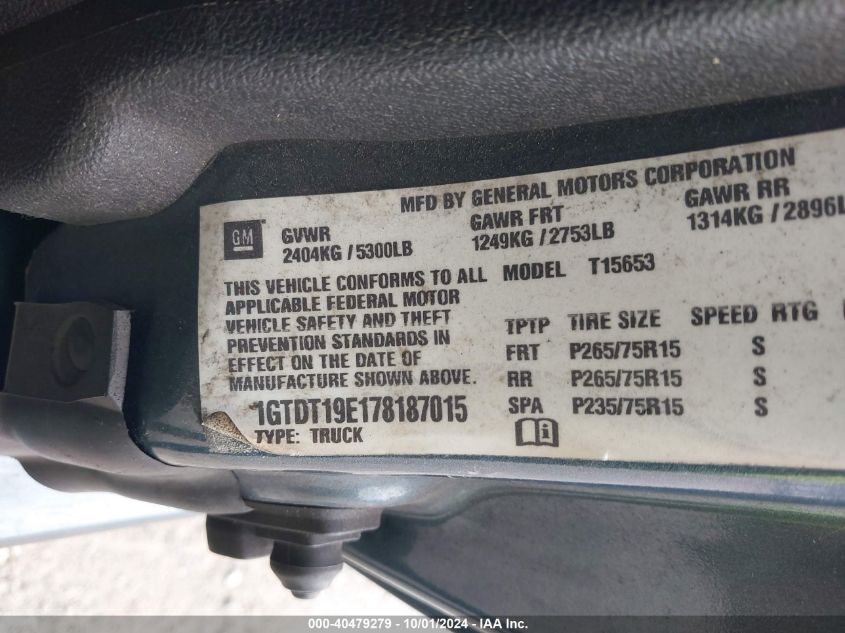 MFD BY GENERAL MOTORS CORPORATION
GM
GVWR GAWR FRT GAWR RR
2404KG / 5300LB 1249KG / 2753LB 1314KG / 2896L
THIS VEHICLE CONFORMS TO ALL MODEL T15653
APPLICABLE FEDERAL MOTOR
VEHICLE SAFETY AND THEFT TPTP TIRE SIZE SPEED RTG
PREVENTION STANDARDS IN FRT P265/75R15 S
EFFECT ON THE DATE OF
MANUFACTURE SHOWN ABOVE. RR P265/75R15 S
1GTDT19E178187015 SPA P235/75R15 S
TYPE: TRUCK
000-40479279 - 10/01/2024 - IAA Inc.